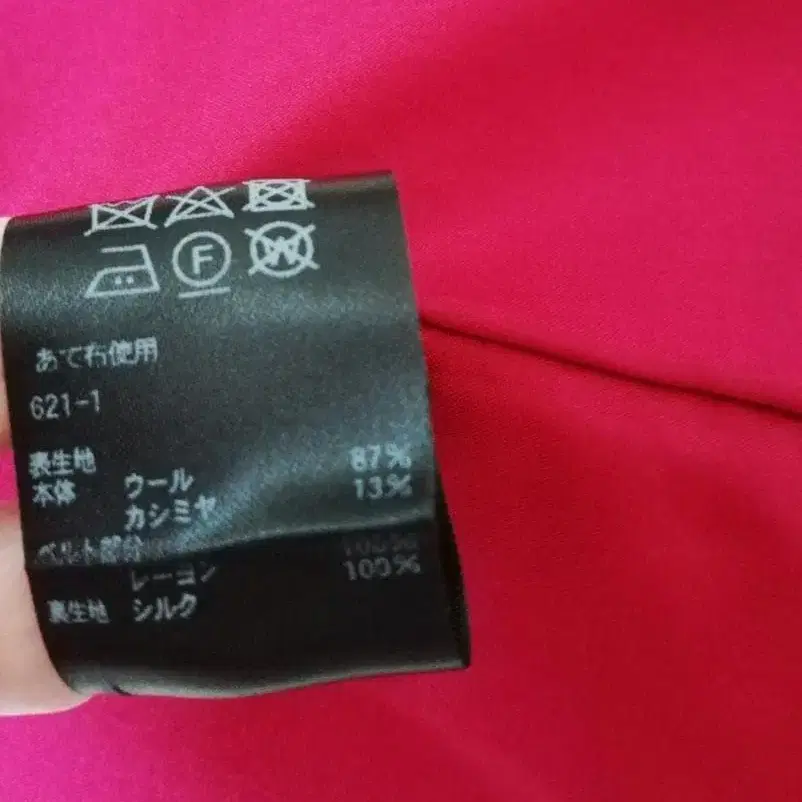 F
W
あて布使用
621-1
表生地
本体 ウール 87%
カシミヤ 13%
ベルト部分
レーヨン 100%
裏生地 シルク 100%